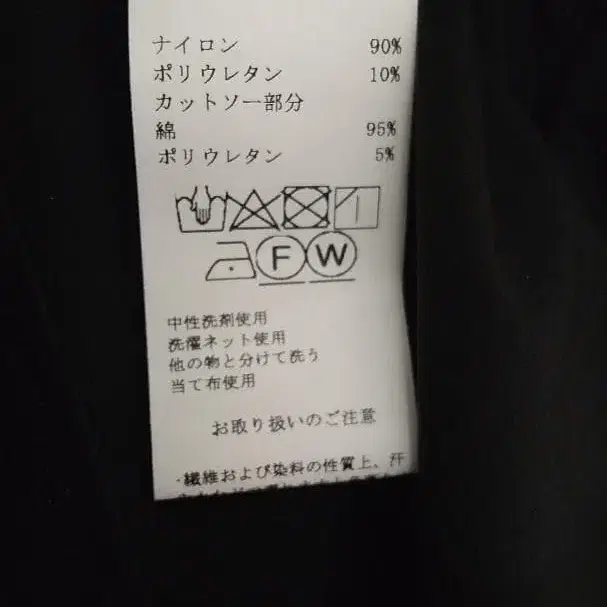 ナイロン 90%
ポリウレタン 10%
カットソー部分
綿 95%
ポリウレタン 5%
F W
中性洗剤使用
洗濯ネット使用
他の物と分けて洗う
当て布使用
お取り扱いのご注意
・繊維および染料の性質上、汗